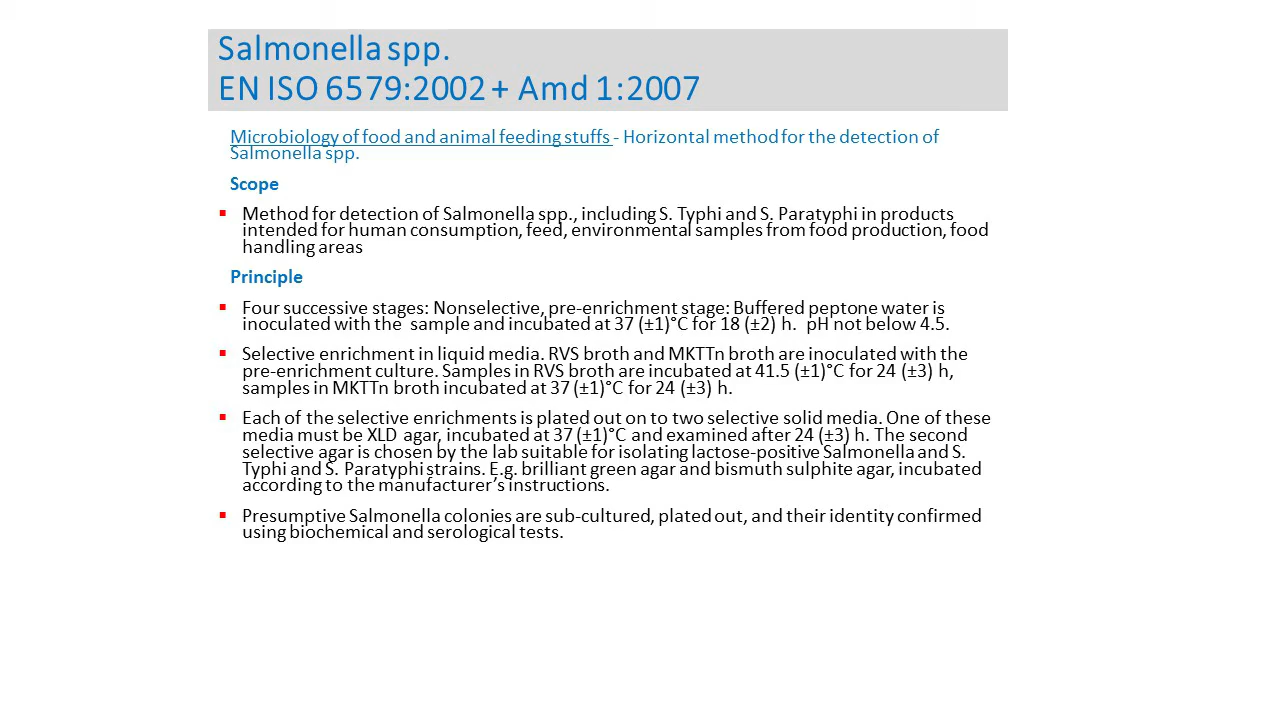 Salmonella spp.
EN ISO 6579:2002 + Amd 1:2007
Microbiology of food and animal feeding stuffs - Horizontal method for the detection of
Salmonella spp.
Scope
▪ Method for detection of Salmonella spp., including S. Typhi and S. Paratyphi in products
intended for human consumption, feed, environmental samples from food production, food
handling areas
Principle
▪ Four successive stages: Nonselective, pre-enrichment stage: Buffered peptone water is
inoculated with the sample and incubated at 37 (±1)°C for 18 (±2) h. pH not below 4.5.
▪ Selective enrichment in liquid media. RVS broth and MKTTn broth are inoculated with the
pre-enrichment culture. Samples in RVS broth are incubated at 41.5 (±1)°C for 24 (±3) h,
samples in MKTTn broth incubated at 37 (±1)°C for 24 (±3) h.
▪ Each of the selective enrichments is plated out on to two selective solid media. One of these
media must be XLD agar, incubated at 37 (±1)°C and examined after 24 (±3) h. The second
selective agar is chosen by the lab suitable for isolating lactose-positive Salmonella and S.
Typhi and S. Paratyphi strains. E.g. brilliant green agar and bismuth sulphite agar, incubated
according to the manufacturer’s instructions.
▪ Presumptive Salmonella colonies are sub-cultured, plated out, and their identity confirmed
using biochemical and serological tests.